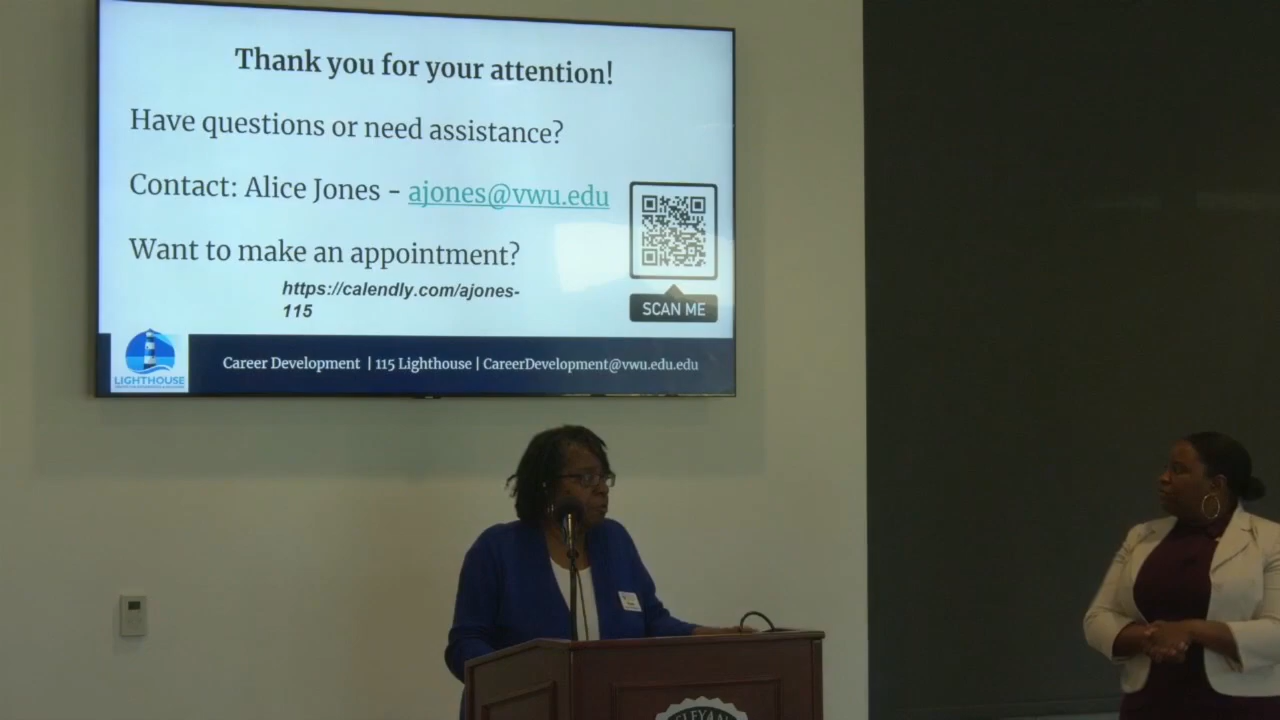 Thank you for your attention!
Have questions or need assistance?
Contact: Alice Jones - ajones@vwu.edu
Want to make an appointment?
https://calendly.com/ajones-
115
SCAN ME
LIGHTHOUSE
Career Development | 115 Lighthouse | CareerDevelopment@vwu.edu.edu